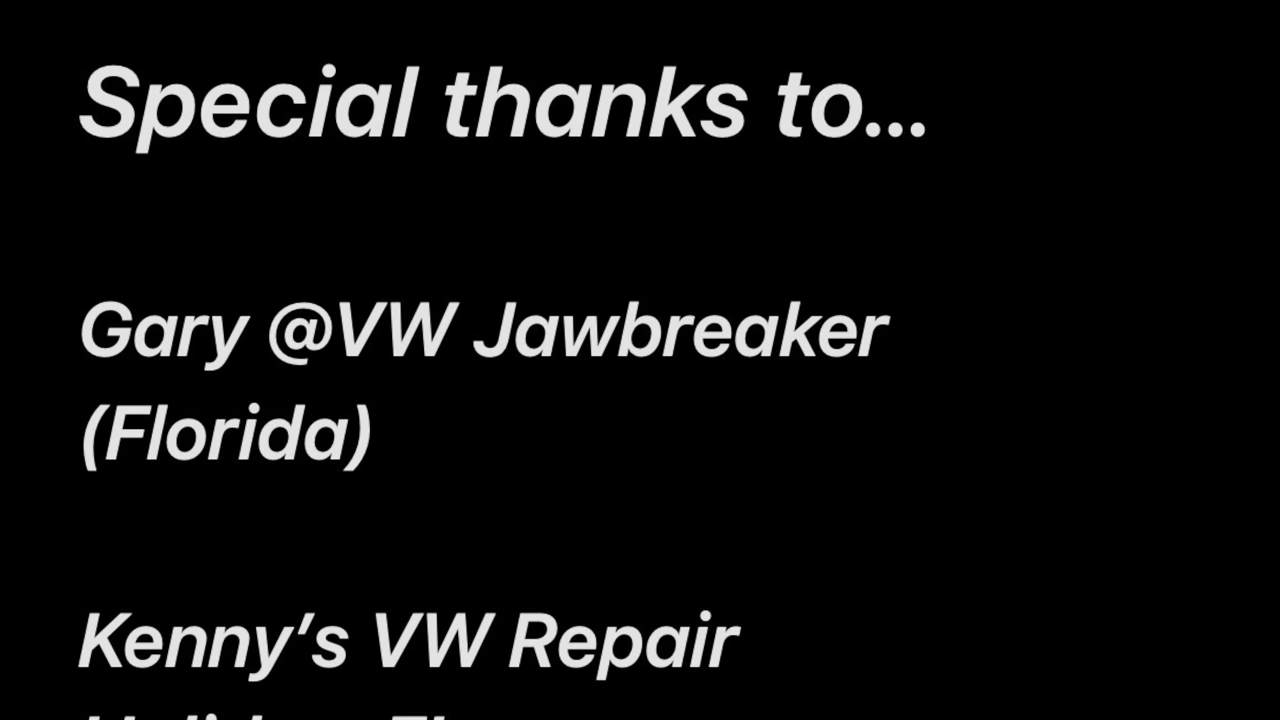 Special thanks to...
Gary @VW Jawbreaker
(Florida)
Kenny’s VW Repair